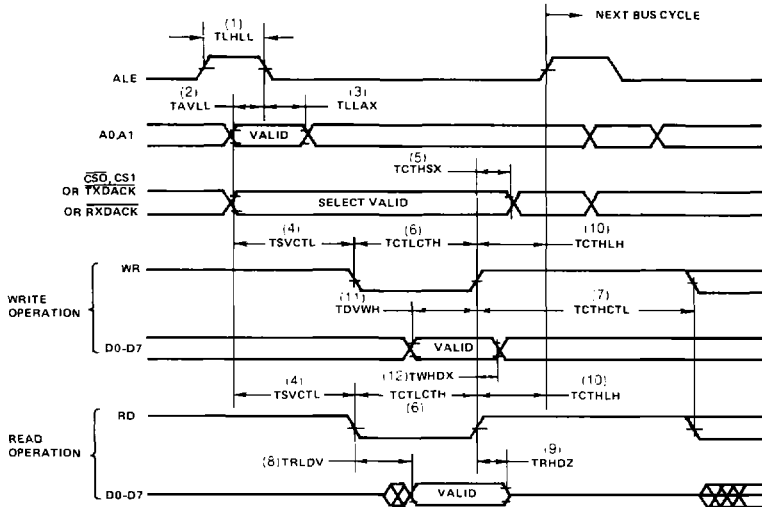 NEXT BUS CYCLE
(1)
TLHLL
ALE
(2)
TAVLL
(3)
TLLAX
A0,A1
VALID
(5)
TCTHSX
CS0, CS1
OR TXDACK
OR RXDACK
SELECT VALID
(4)
TSVCTL
(6)
TCTLCTH
(10)
TCTHLH
WR
WRITE
OPERATION
(11)
TDVWH
(7)
TCTHCTL
D0-D7
VALID
(12)TWHDX
(4)
TSVCTL
TCTLCTH
(6)
(10)
TCTHLH
RD
READ
OPERATION
(8)TRLDV
(9)
TRHDZ
D0-D7
VALID